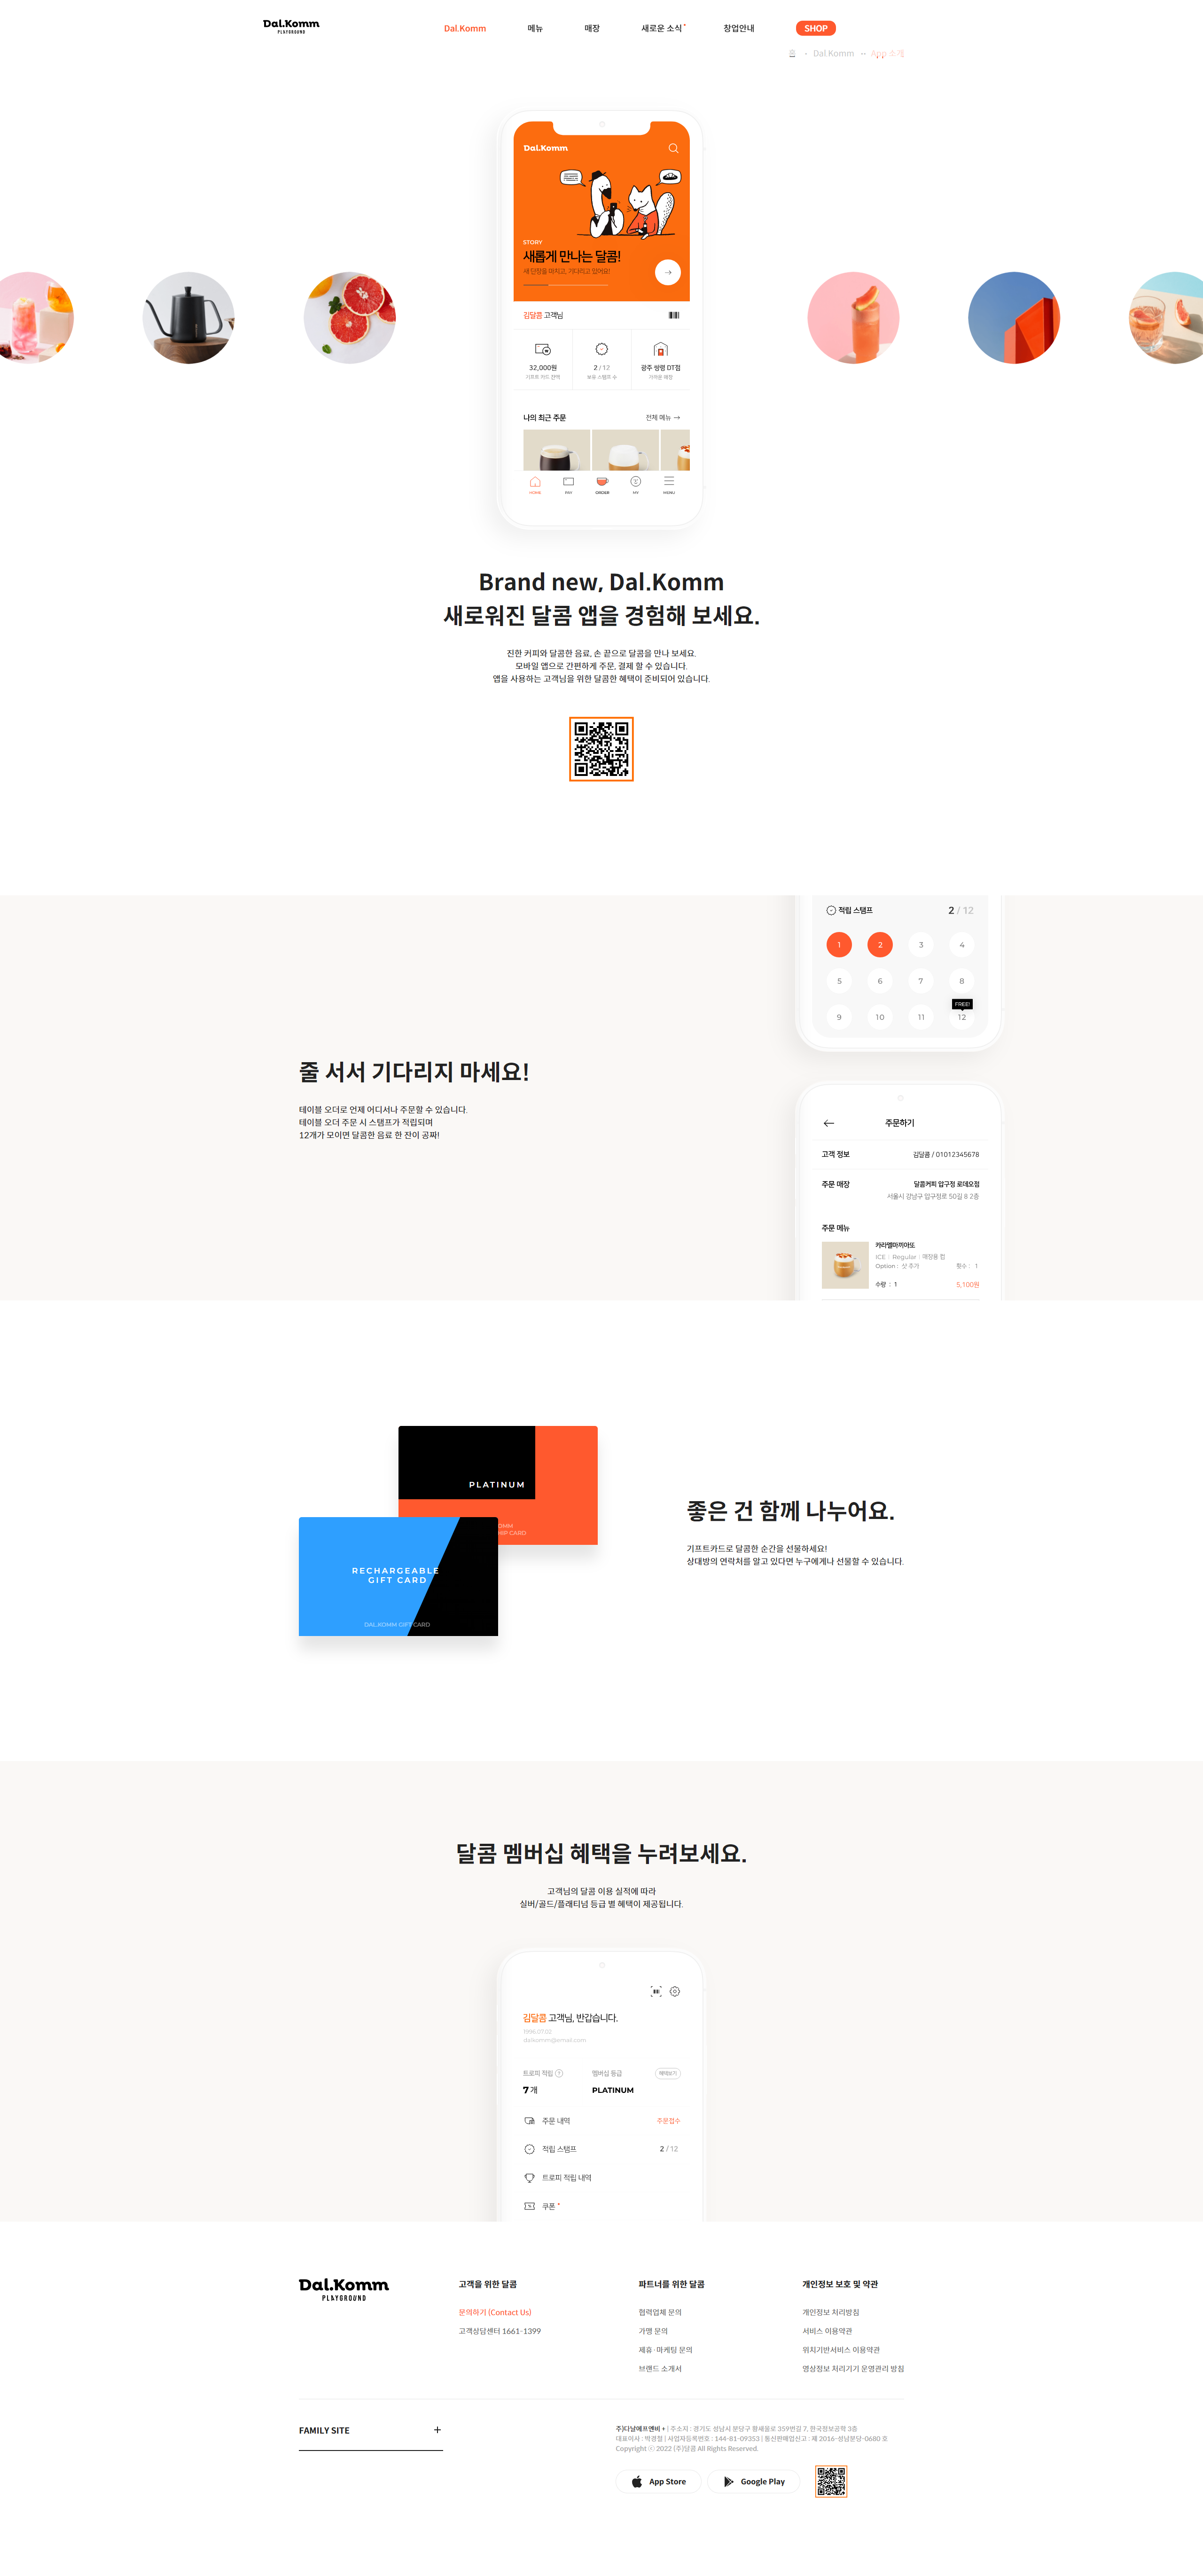 Dal.Komm
PLAYGROUND
Dal.Komm
메뉴
매장
새로운 소식
창업안내
SHOP
홈
Dal.Komm
App 소개
Dal.Komm
STORY
새롭게 만나는 달콤!
새 단장을 마치고, 기다리고 있어요!
김달콤 고객님
32,000원
기프트 카드 잔액
2 / 12
보유 스탬프 수
광주 쌍령 DT점
가까운 매장
나의 최근 주문
전체 메뉴 →
HOME
PAY
ORDER
MY
MENU
Brand new, Dal.Komm
새로워진 달콤 앱을 경험해 보세요.
진한 커피와 달콤한 음료, 손 끝으로 달콤을 만나 보세요.
모바일 앱으로 간편하게 주문, 결제 할 수 있습니다.
앱을 사용하는 고객님을 위한 달콤한 혜택이 준비되어 있습니다.
적립 스탬프
2 / 12
1
2
3
4
5
6
7
8
FREE!
9
10
11
12
줄 서서 기다리지 마세요!
테이블 오더로 언제 어디서나 주문할 수 있습니다.
테이블 오더 주문 시 스탬프가 적립되며
12개가 모이면 달콤한 음료 한 잔이 공짜!
주문하기
고객 정보
김달콤 / 01012345678
주문 매장
달콤커피 압구정 로데오점
서울시 강남구 압구정로 50길 8 2층
주문 메뉴
카라멜마끼아또
ICE | Regular | 매장용 컵
Option : 샷 추가
횟수 : 1
수량 : 1
5,100원
PLATINUM
OMM
HIP CARD
RECHARGEABLE
GIFT CARD
DAL.KOMM GIFT CARD
좋은 건 함께 나누어요.
기프트카드로 달콤한 순간을 선물하세요!
상대방의 연락처를 알고 있다면 누구에게나 선물할 수 있습니다.
달콤 멤버십 혜택을 누려보세요.
고객님의 달콤 이용 실적에 따라
실버/골드/플래티넘 등급 별 혜택이 제공됩니다.
김달콤 고객님, 반갑습니다.
1996.07.02
dalkomm@email.com
트로피 적립 ?
멤버십 등급
혜택보기
7 개
PLATINUM
주문 내역
주문접수
적립 스탬프
2 / 12
트로피 적립 내역
쿠폰
Dal.Komm
PLAYGROUND
고객을 위한 달콤
문의하기 (Contact Us)
고객상담센터 1661-1399
파트너를 위한 달콤
협력업체 문의
가맹 문의
제휴 · 마케팅 문의
브랜드 소개서
개인정보 보호 및 약관
개인정보 처리방침
서비스 이용약관
위치기반서비스 이용약관
영상정보 처리기기 운영관리 방침
FAMILY SITE +
주)다날에프엔비 + | 주소지 : 경기도 성남시 분당구 황새울로 359번길 7, 한국정보공학 3층
대표이사 : 박경철 | 사업자등록번호 : 144-81-09353 | 통신판매업신고 : 제 2016-성남분당-0680 호
Copyright ⓒ 2022 (주)달콤 All Rights Reserved.
App Store
Google Play